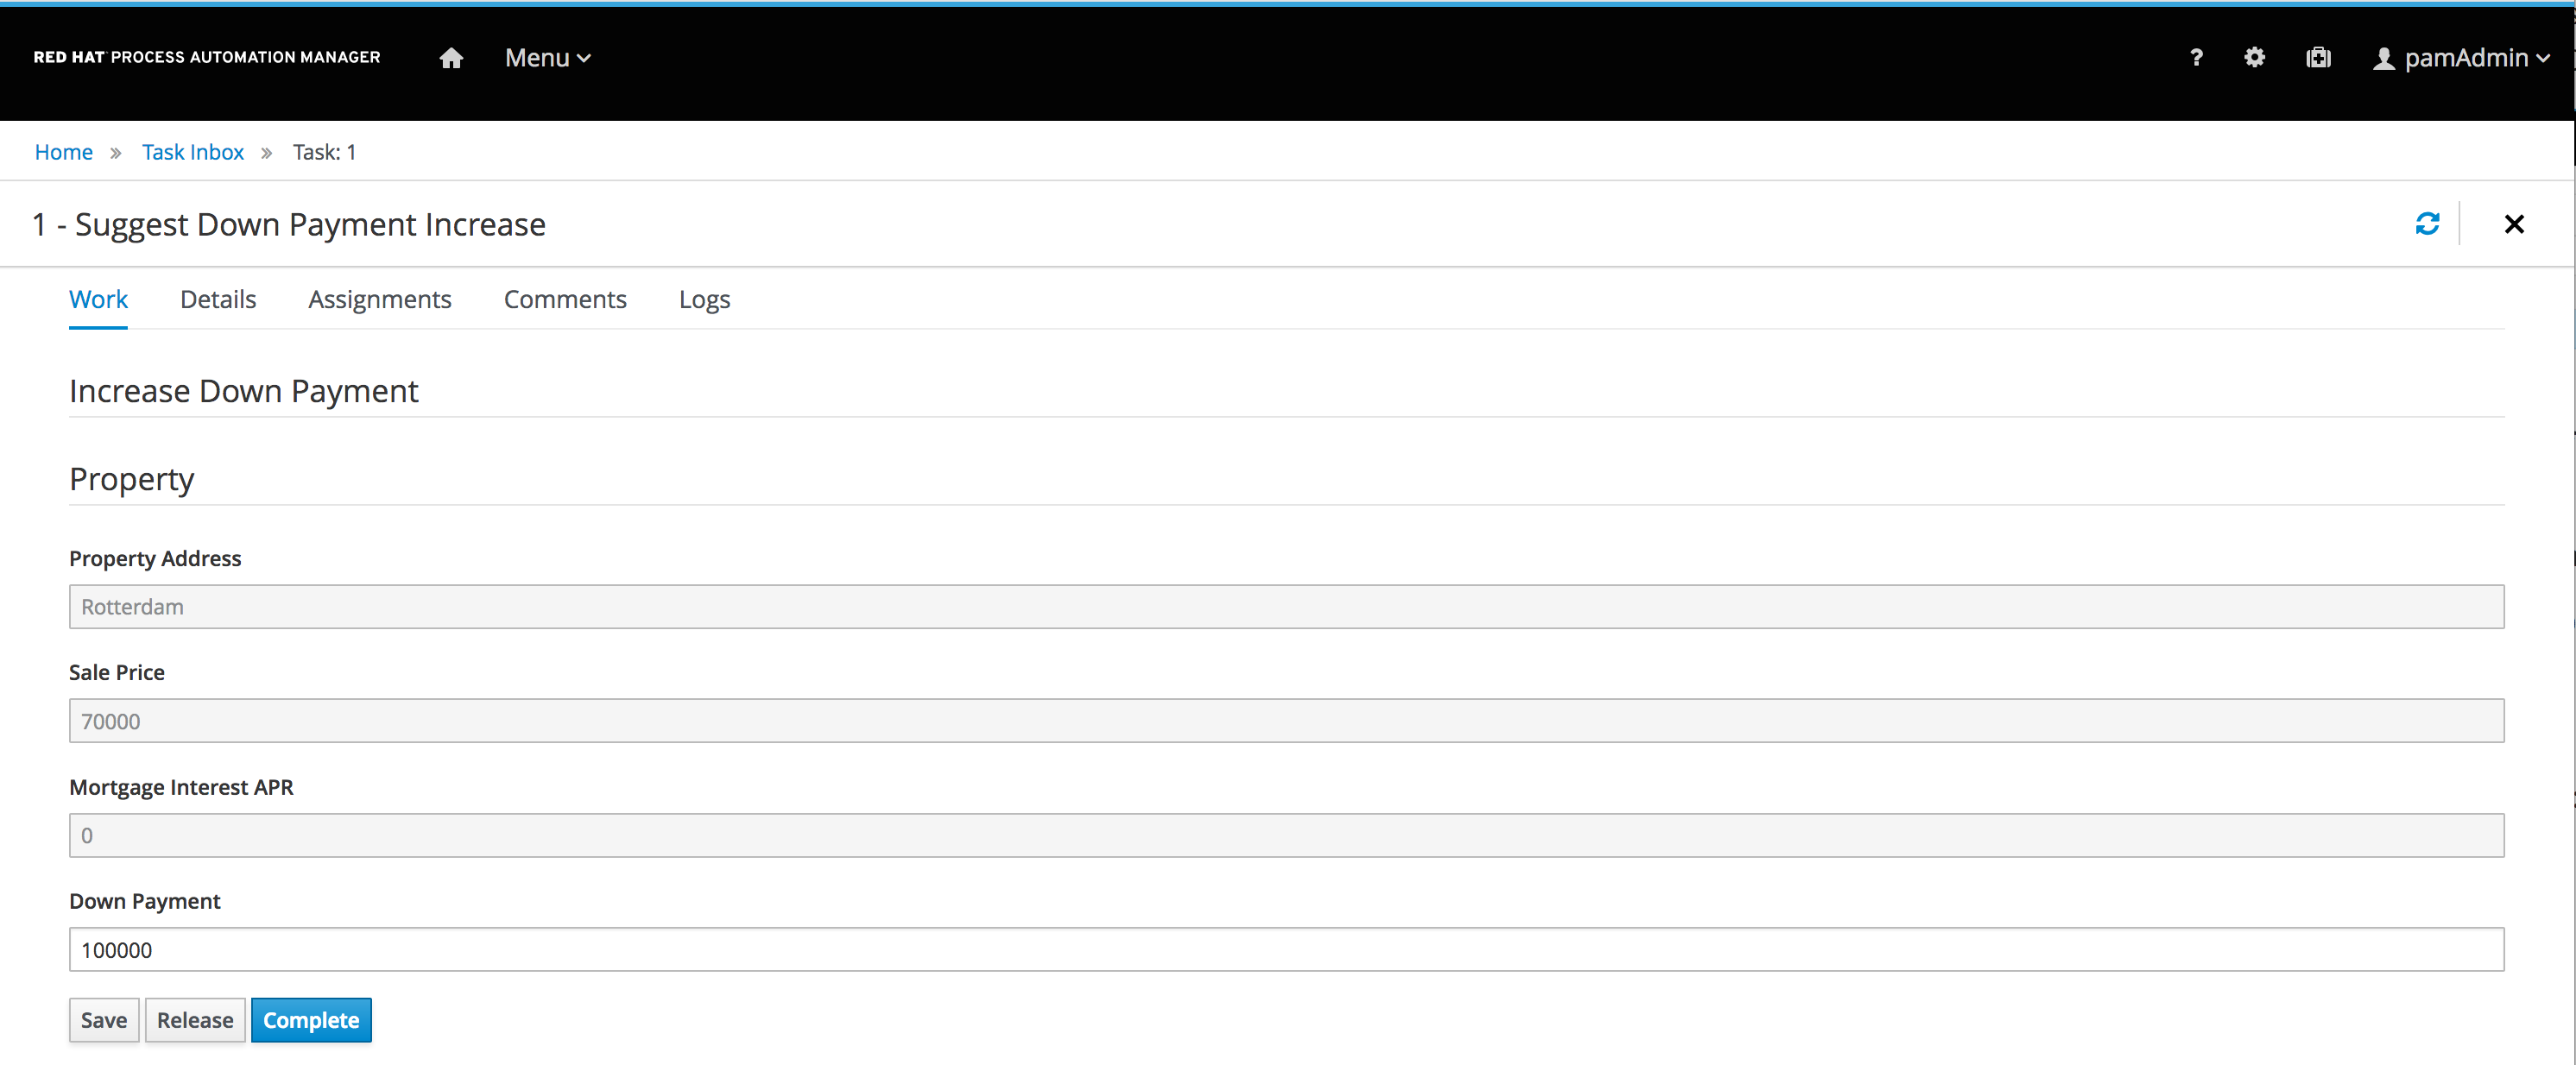 RED HAT PROCESS AUTOMATION MANAGER Menu ? pamAdmin
Home » Task Inbox » Task: 1
1 - Suggest Down Payment Increase
Work Details Assignments Comments Logs
Increase Down Payment
Property
Property Address
Rotterdam
Sale Price
70000
Mortgage Interest APR
0
Down Payment
100000
Save Release Complete